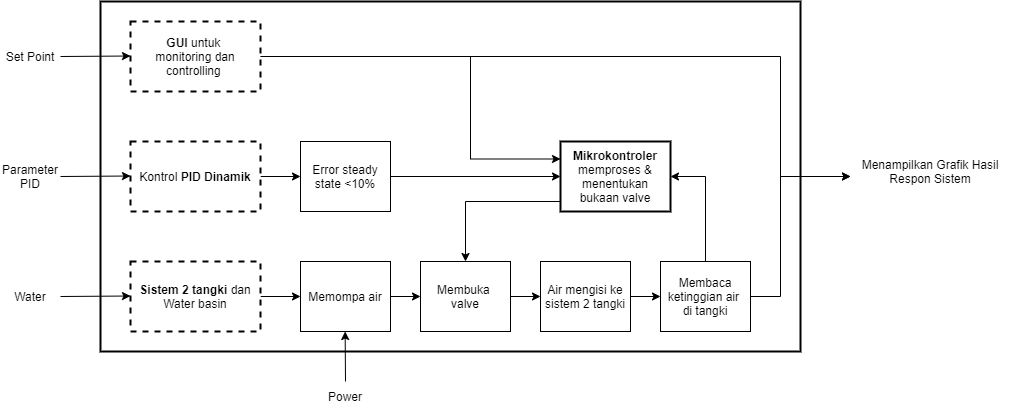 Set Point
GUI untuk
monitoring dan
controlling
Parameter
PID
Kontrol PID Dinamik
Error steady
state <10%
Mikrokontroler
memproses &
menentukan
bukaan valve
Menampilkan Grafik Hasil
Respon Sistem
Water
Sistem 2 tangki dan
Water basin
Memompa air
Membuka
valve
Air mengisi ke
sistem 2 tangki
Membaca
ketinggian air
di tangki
Power